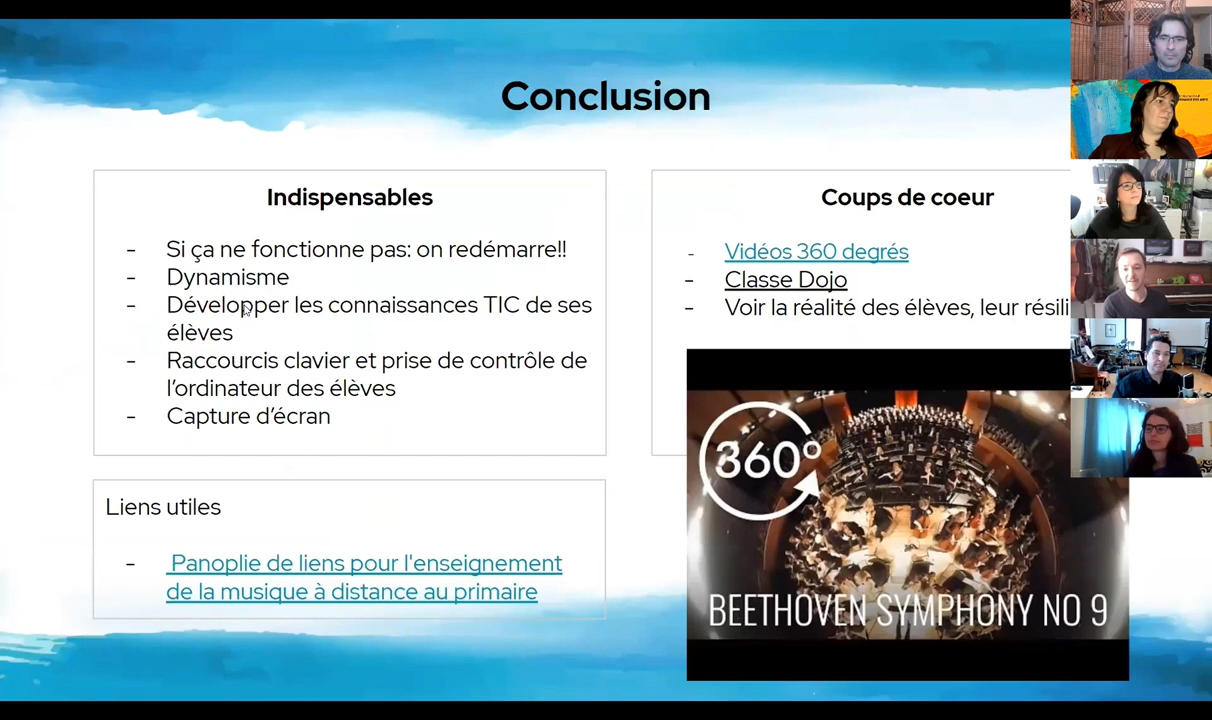 Conclusion
Indispensables
- Si ça ne fonctionne pas: on redémarre!!
- Dynamisme
- Développer les connaissances TIC de ses
élèves
- Raccourcis clavier et prise de contrôle de
l'ordinateur des élèves
- Capture d'écran
Coups de coeur
- Vidéos 360 degrés
- Classe Dojo
- Voir la réalité des élèves, leur résili
360°
BEETHOVEN SYMPHONY NO 9
Liens utiles
- Panoplie de liens pour l'enseignement
de la musique à distance au primaire